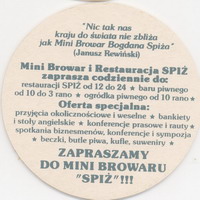 "Nic tak nas
kraju do świata nie zbliża
jak Mini Browar Bogdana Spiża"
(Janusz Rewiński)
Mini Browar i Restauracja SPIŻ
zaprasza codziennie do:
restauracji SPIŻ od 12 do 24 ★ baru piwnego
od 10 do 3 rano ★ ogródka piwnego od 10 rano
Oferta specjalna:
przyjęcia okolicznościowe i weselne ★ bankiety
i stoły angielskie ★ konferencje prasowe i rauty ★
spotkania biznesmenów, konferencje i sympozja
★ beczki, butle piwa, kufle, suweniry ★
ZAPRASZAMY
DO MINI BROWARU
"SPIŻ"!!!